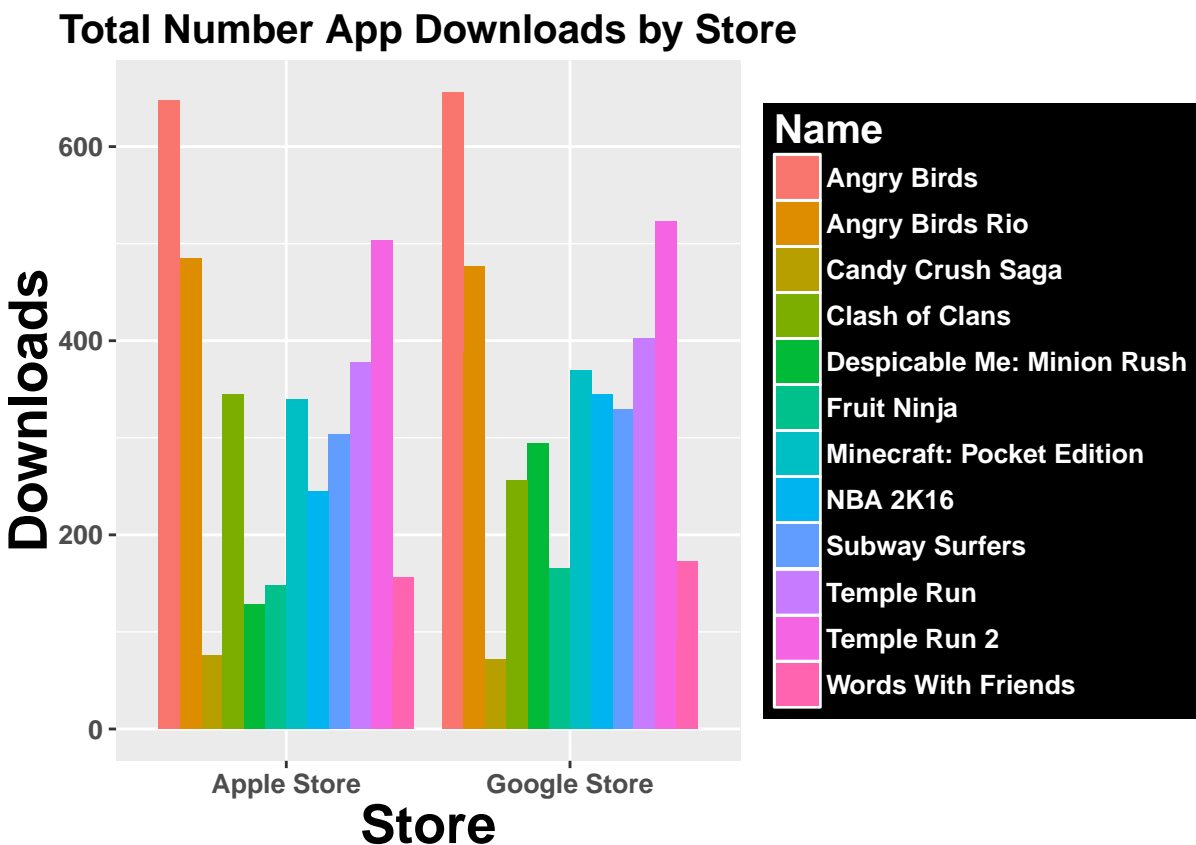 Total Number App Downloads by Store
Downloads
600
400
200
0
Apple Store
Google Store
Store
Name
Angry Birds
Angry Birds Rio
Candy Crush Saga
Clash of Clans
Despicable Me: Minion Rush
Fruit Ninja
Minecraft: Pocket Edition
NBA 2K16
Subway Surfers
Temple Run
Temple Run 2
Words With Friends